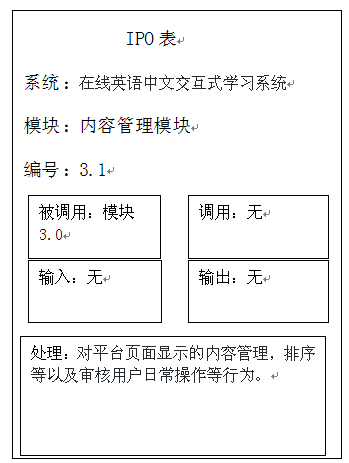 IPO 表
系统：在线英语中文交互式学习系统
模块：内容管理模块
编号：3.1
被调用：模块
3.0
调用：无
输入：无
输出：无
处理：对平台页面显示的内容管理，排序
等以及审核用户日常操作等行为。